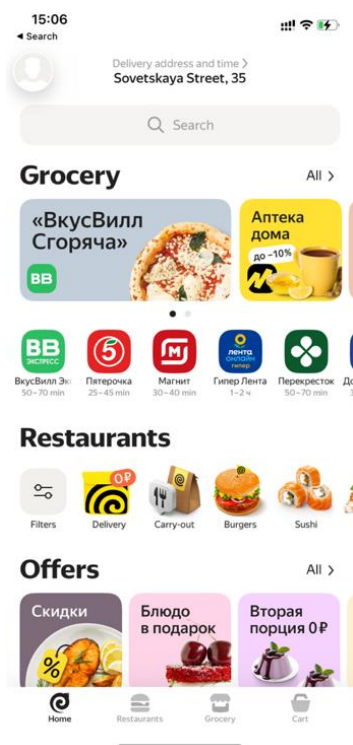 15:06
◀ Search
Delivery address and time >
Sovetskaya Street, 35
Search
Grocery
All >
«ВкусВилл
Сгоряча»
ВВ
Аптека
дома
до -10%
ВВ
ЭКСПРЕСС
5
М
лента
онлайн
гипер
ВкусВилл Эк
Пятерочка
Магнит
Гипер Лента
Перекресток
50–70 min
25–45 min
30–40 min
1–2 ч
50–70 min
Restaurants
0₽
Filters
Delivery
Carry-out
Burgers
Sushi
Offers
All >
Скидки
Блюдо
в подарок
Вторая
порция 0₽
%
Home
Restaurants
Grocery
Cart